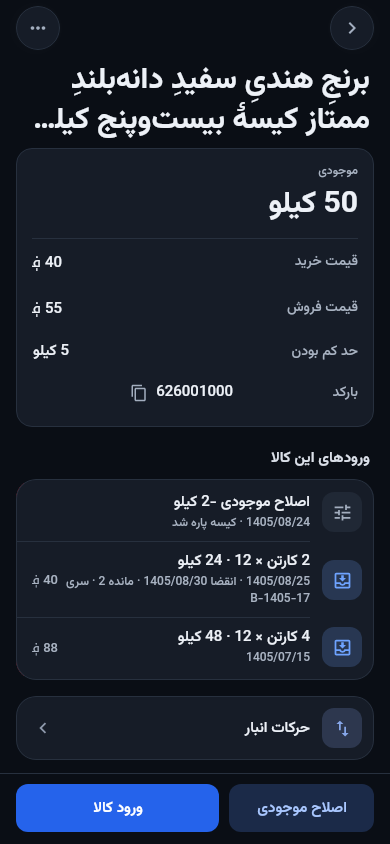 برنجِ هندیِ سفیدِ دانه‌بلندِ
ممتاز کیسهٔ بیست‌وپنج کیلـ…
موجودی
50 کیلو
قیمت خرید
40 ؋
قیمت فروش
55 ؋
حد کم بودن
5 کیلو
بارکد
626001000
ورودهای این کالا
اصلاح موجودی -2 کیلو
1405/08/24 · کیسه پاره شد
2 کارتن × 12 · 24 کیلو
1405/08/25 · انقضا 1405/08/30 · مانده 2 · سری
B-1405-17
40 ؋
4 کارتن × 12 · 48 کیلو
1405/07/15
88 ؋
حرکات انبار
اصلاح موجودی
ورود کالا